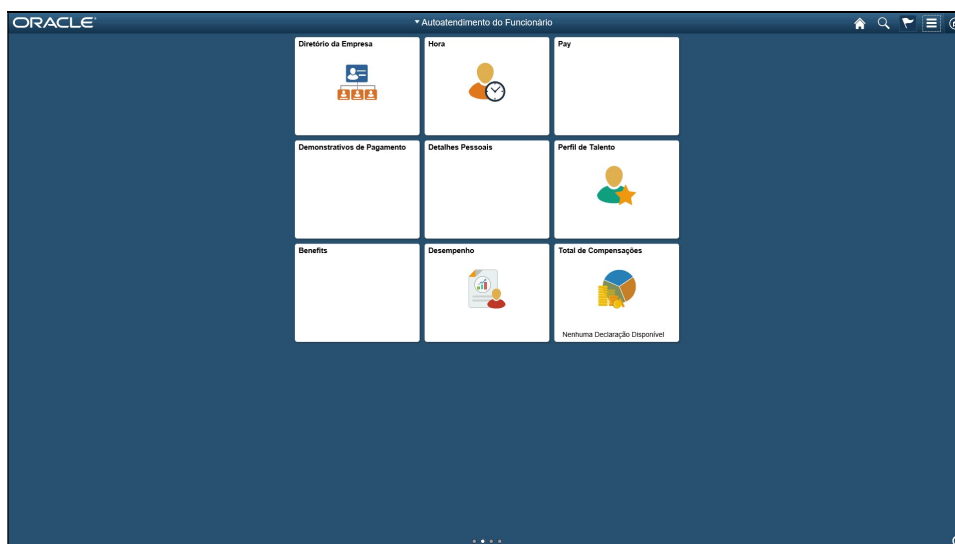 ORACLE
Autoatendimento do Funcionário
Diretório da Empresa
Hora
Pay
Demonstrativos de Pagamento
Detalhes Pessoais
Perfil de Talento
Benefits
Desempenho
Total de Compensações
Nenhuma Declaração Disponível